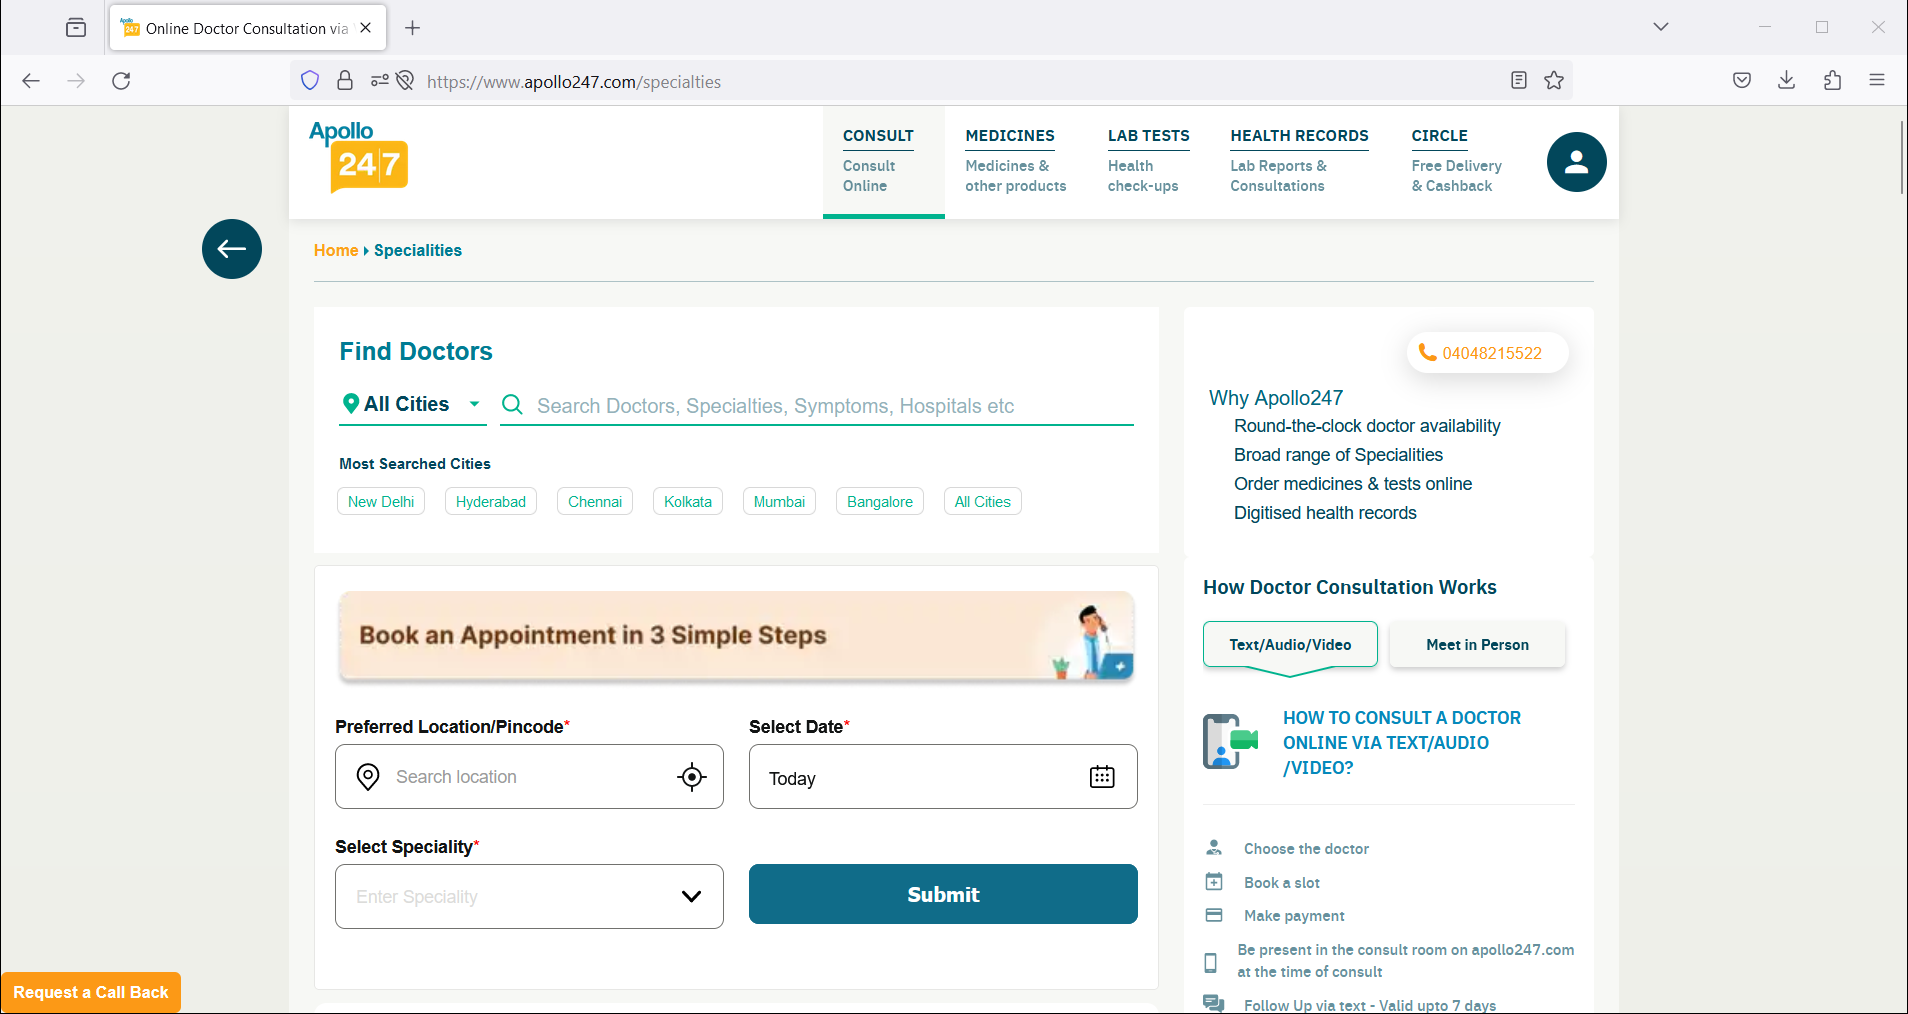 Online Doctor Consultation via
https://www.apollo247.com/specialties
Apollo
24|7
CONSULT
Consult
Online
MEDICINES
Medicines &
other products
LAB TESTS
Health
check-ups
HEALTH RECORDS
Lab Reports &
Consultations
CIRCLE
Free Delivery
& Cashback
Home
Specialities
Find Doctors
All Cities
Search Doctors, Specialties, Symptoms, Hospitals etc
Most Searched Cities
New Delhi
Hyderabad
Chennai
Kolkata
Mumbai
Bangalore
All Cities
04048215522
Why Apollo247
Round-the-clock doctor availability
Broad range of Specialities
Order medicines & tests online
Digitised health records
Book an Appointment in 3 Simple Steps
Preferred Location/Pincode*
Search location
Select Date*
Today
Select Speciality*
Enter Speciality
Submit
How Doctor Consultation Works
Text/Audio/Video
Meet in Person
HOW TO CONSULT A DOCTOR
ONLINE VIA TEXT/AUDIO
/VIDEO?
Choose the doctor
Book a slot
Make payment
Be present in the consult room on apollo247.com
at the time of consult
Follow Up via text - Valid upto 7 days
Request a Call Back